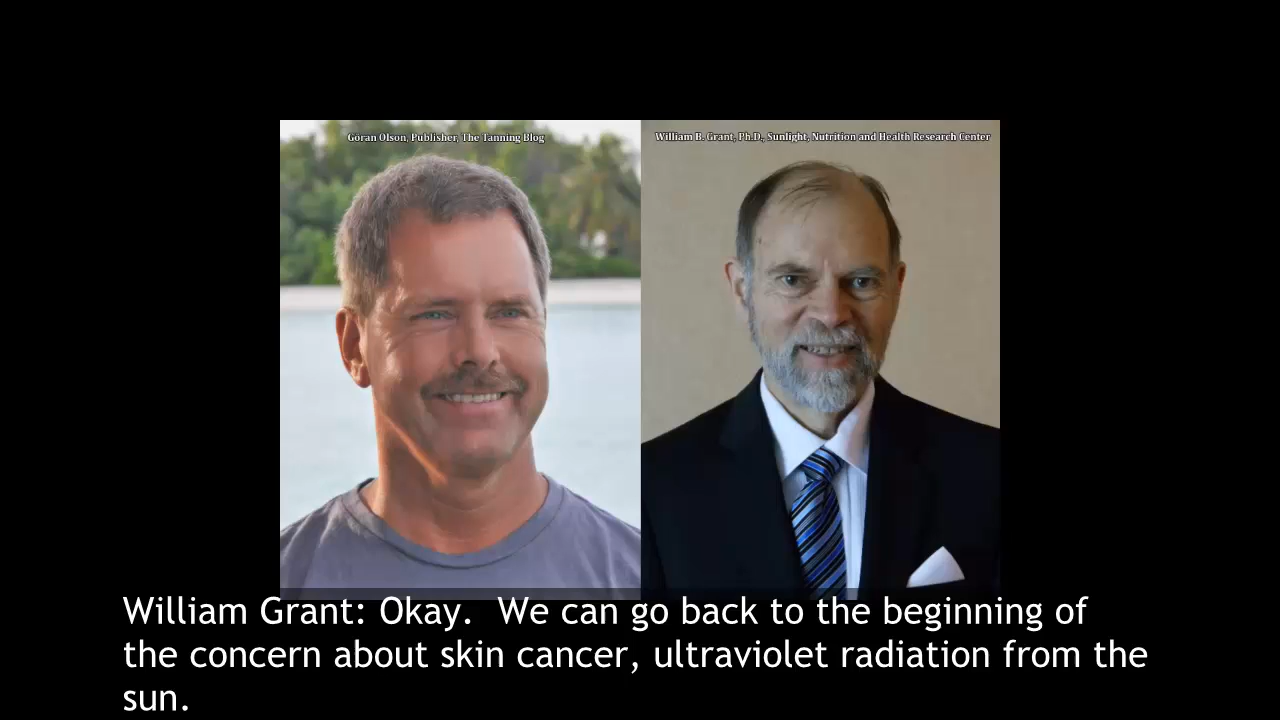 Göran Olson, Publisher, The Tanning Blog
William B. Grant, Ph.D., Sunlight, Nutrition and Health Research Center
William Grant: Okay.  We can go back to the beginning of
the concern about skin cancer, ultraviolet radiation from the
sun.